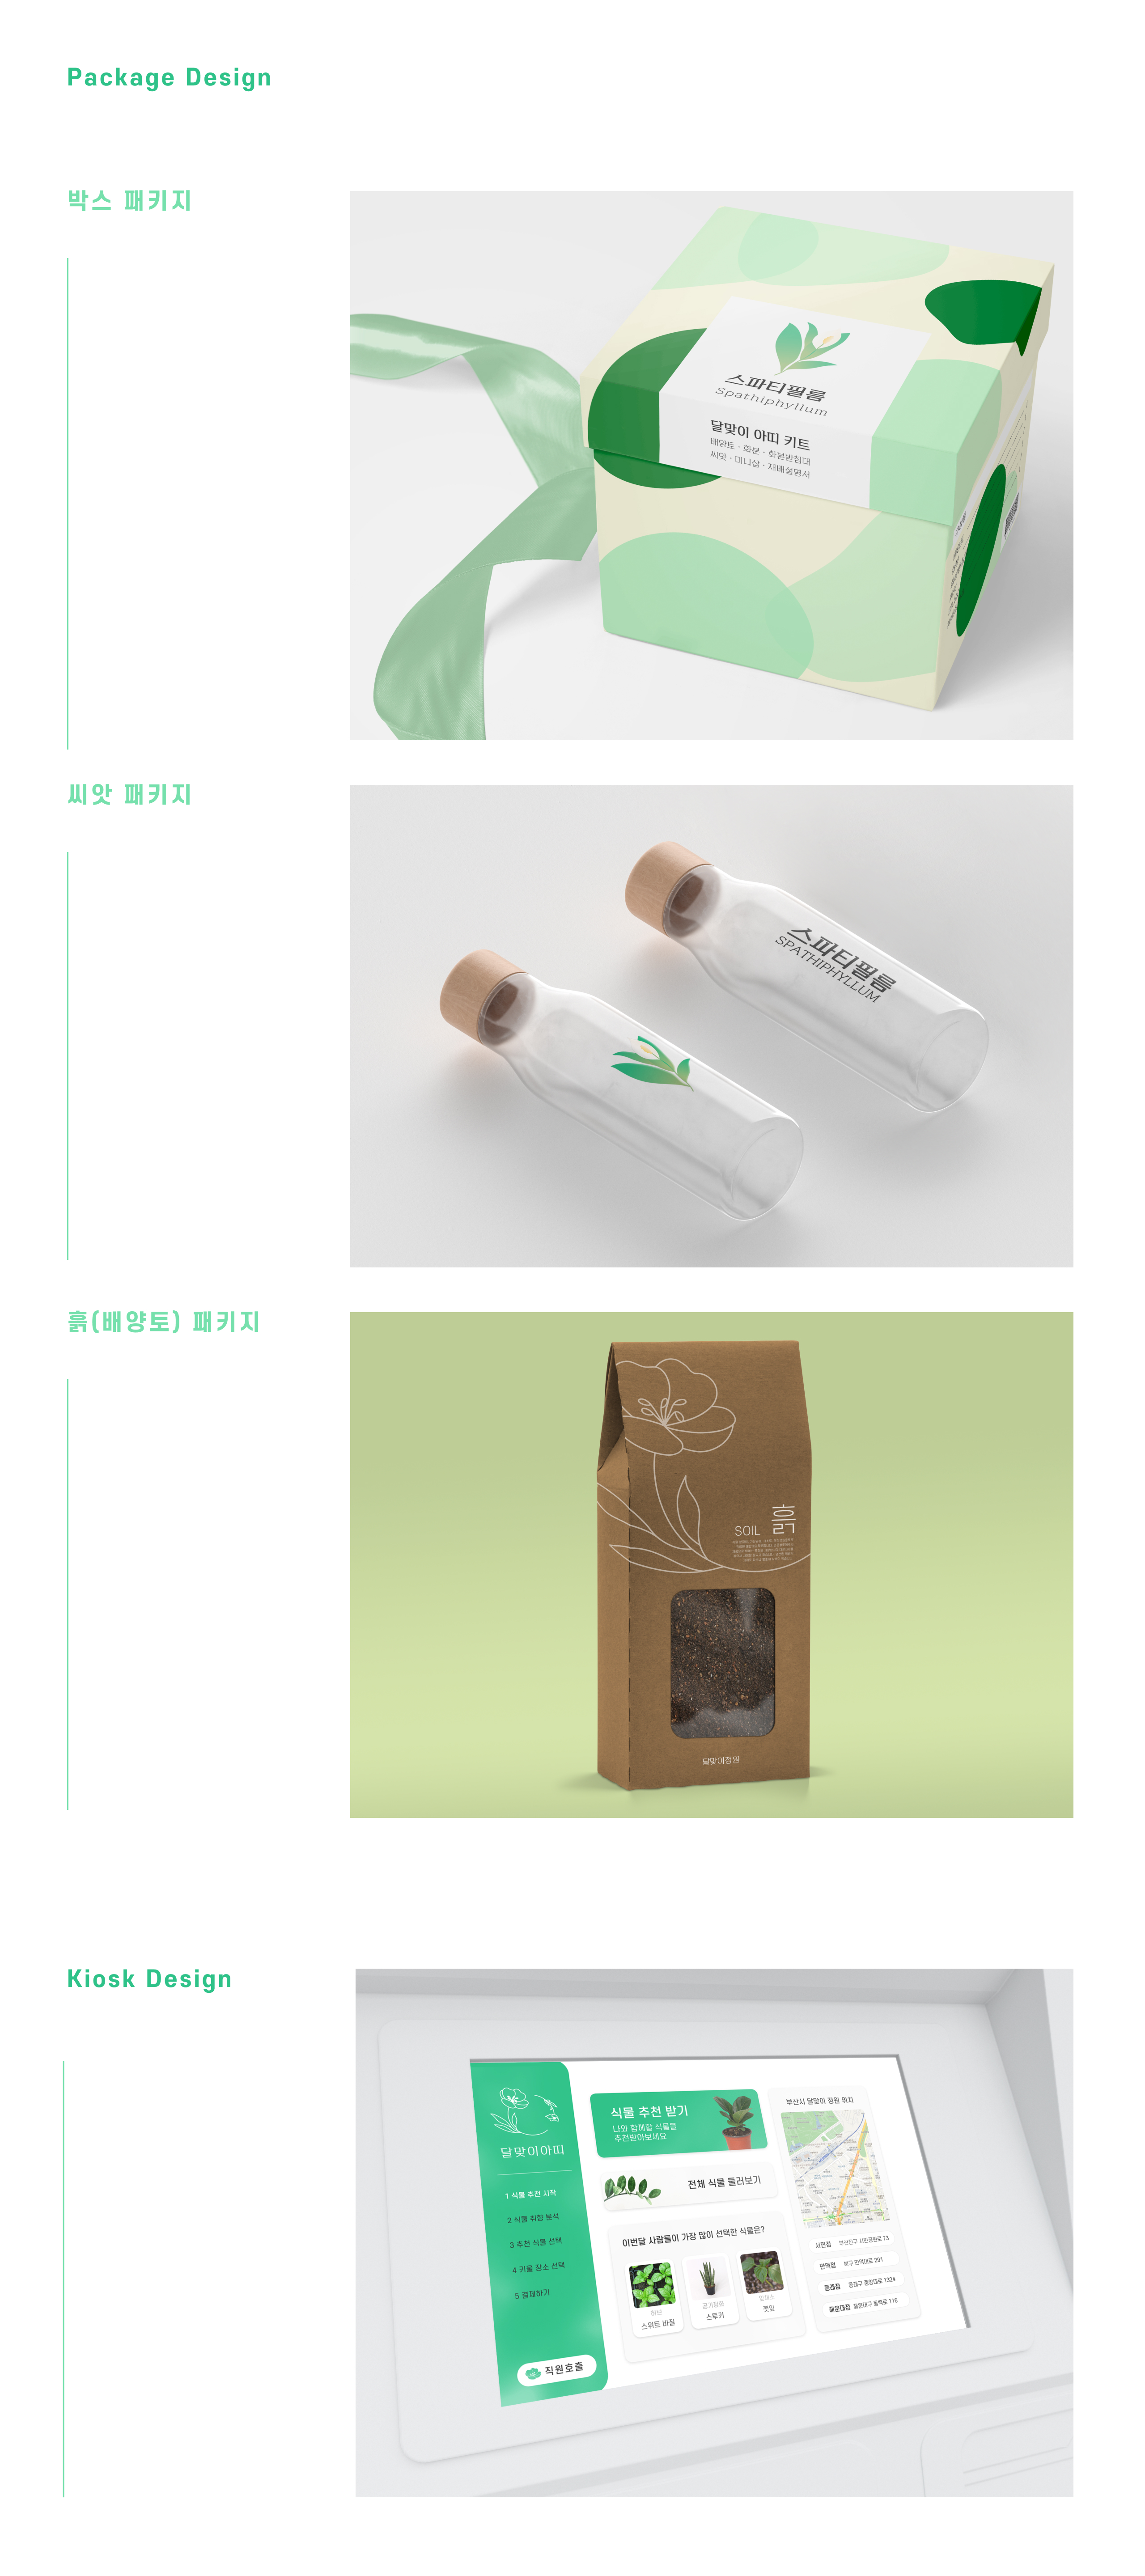 Package Design
박스 패키지
스파티필름
Spathiphyllum
달맞이 아띠 키트
배양토 · 화분 · 화분받침대
씨앗 · 미니삽 · 재배설명서
씨앗 패키지
스파티필름
SPATHIPHYLLUM
흙(배양토) 패키지
SOIL 흙
달맞이정원
Kiosk Design
달맞이아띠
1 식물 추천 시작
2 식물 취향 분석
3 추천 식물 선택
4 키울 장소 선택
5 결제하기
직원호출
식물 추천 받기
나와 함께할 식물을
추천받아보세요
전체 식물 둘러보기
이번달 사람들이 가장 많이 선택한 식물은?
허브
스위트 바질
공기정화
스투키
잎채소
깻잎
부산시 달맞이 정원 위치
서면점 부산진구 시민공원로 73
만덕점 북구 만덕대로 291
동래점 동래구 중앙대로 1324
해운대점 해운대구 동백로 116